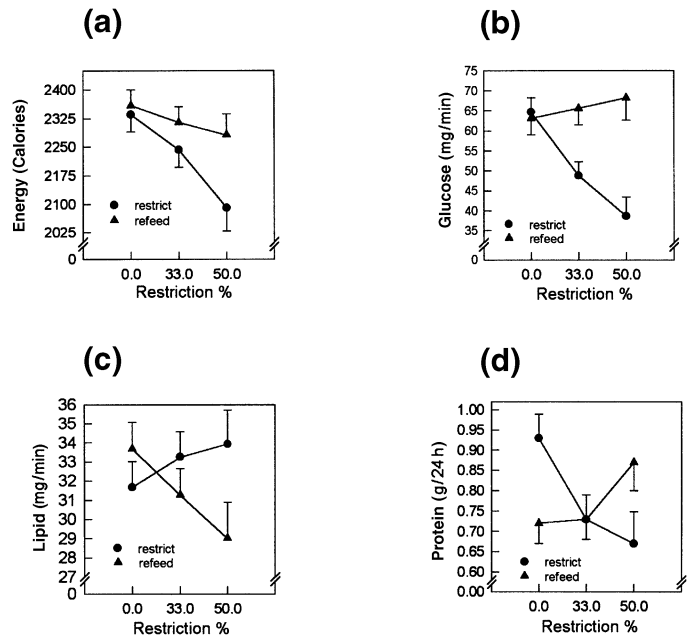 (a)
Energy (Calories)
2400
2325
2250
2175
2100
2025
0
restrict
refeed
0.0 33.0 50.0
Restriction %
(b)
Glucose (mg/min)
75
70
65
60
55
50
45
40
35
0
restrict
refeed
0.0 33.0 50.0
Restriction %
(c)
Lipid (mg/min)
36
35
34
33
32
31
30
29
28
27
0
restrict
refeed
0.0 33.0 50.0
Restriction %
(d)
Protein (g/24 h)
1.00
0.95
0.90
0.85
0.80
0.75
0.70
0.65
0.60
0.00
restrict
refeed
0.0 33.0 50.0
Restriction %